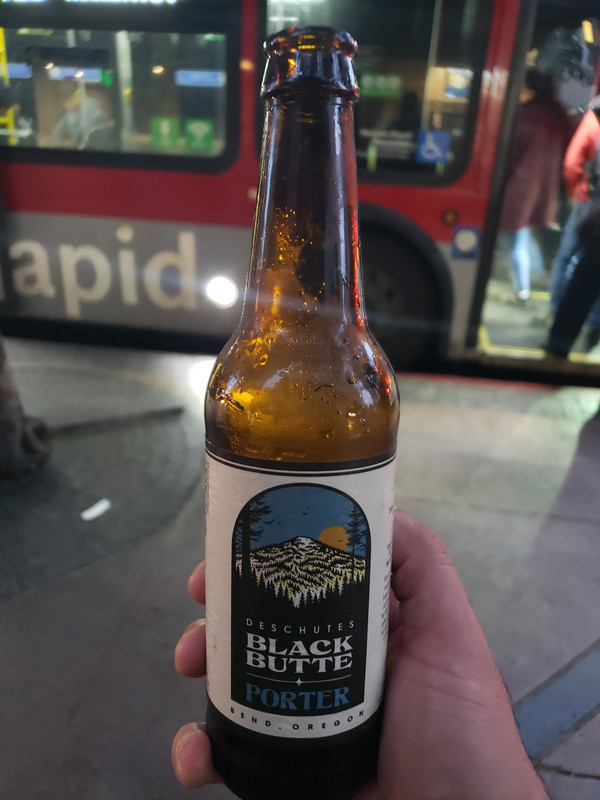 apid
DESCHUTES
BLACK
BUTTE
PORTER
BEND, OREGON